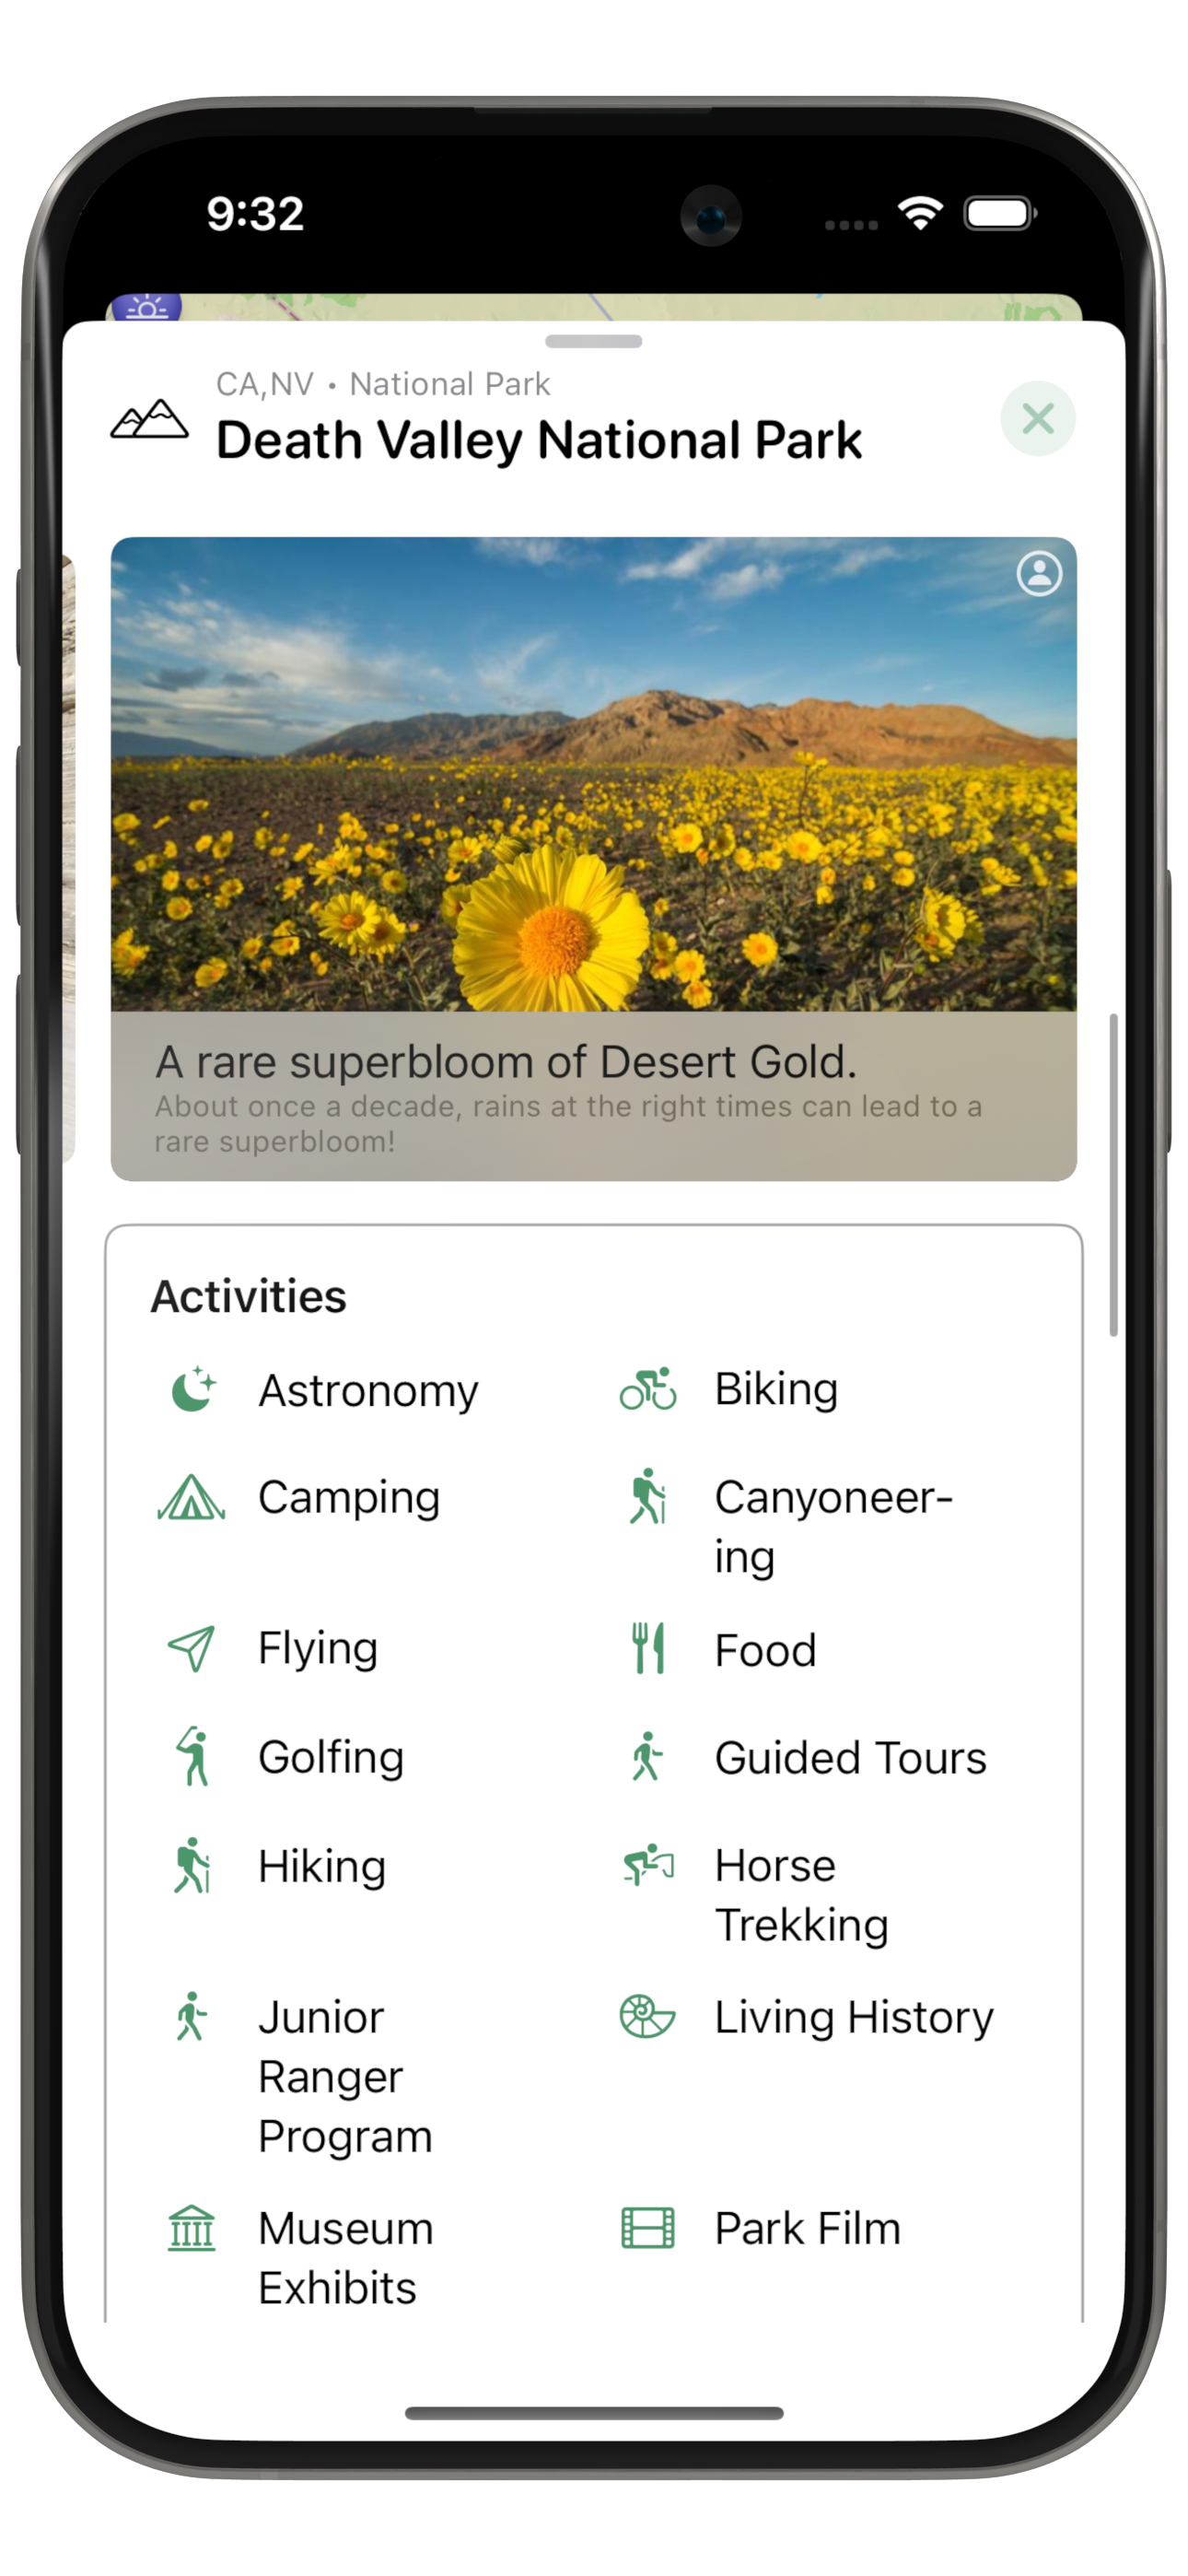 9:32
CA,NV • National Park
Death Valley National Park
A rare superbloom of Desert Gold.
About once a decade, rains at the right times can lead to a
rare superbloom!
Activities
Astronomy
Biking
Camping
Canyoneer-
ing
Flying
Food
Golfing
Guided Tours
Hiking
Horse
Trekking
Junior
Ranger
Program
Living History
Museum
Exhibits
Park Film